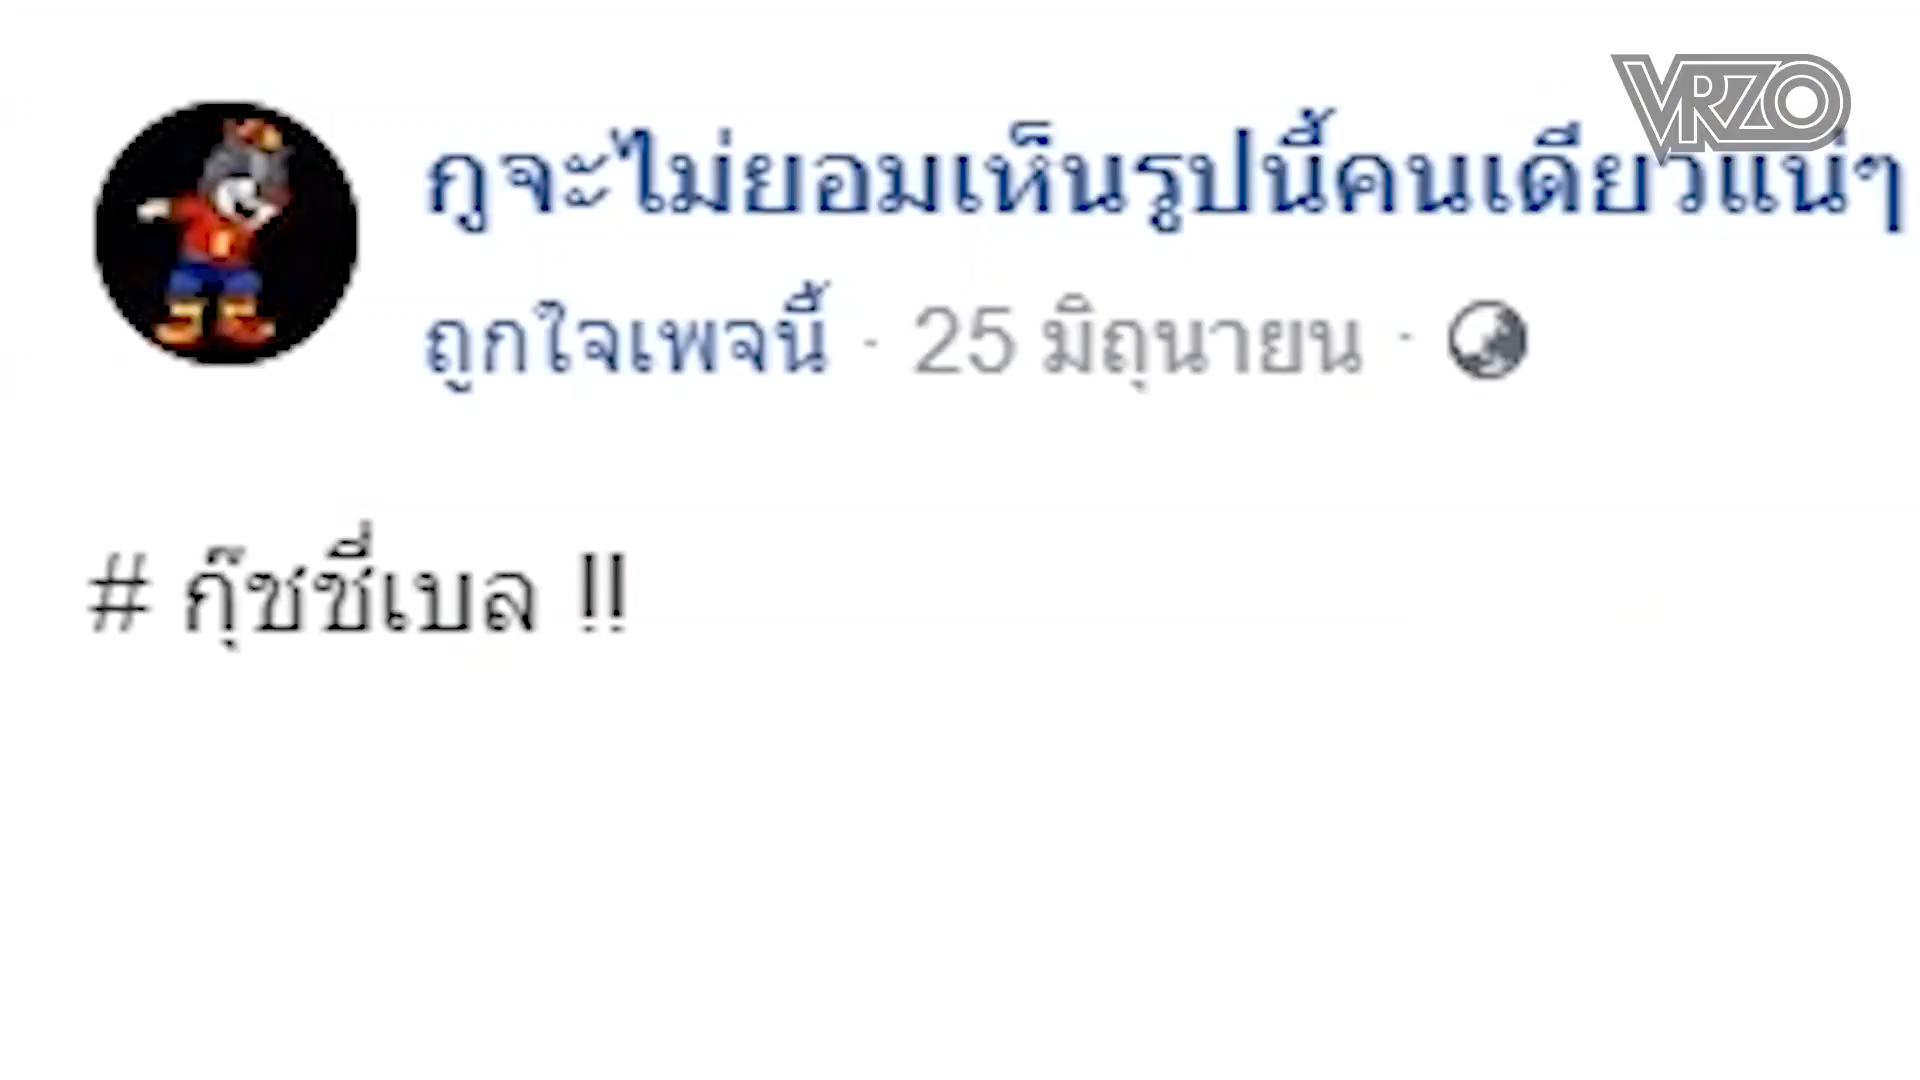 VRZO
กูจะไม่ยอมเห็นรูปนี้คนเดียวแน่ๆ
ถูกใจเพจนี้ · 25 มิถุนายน ·
# กุ๊ชชี่เบล !!